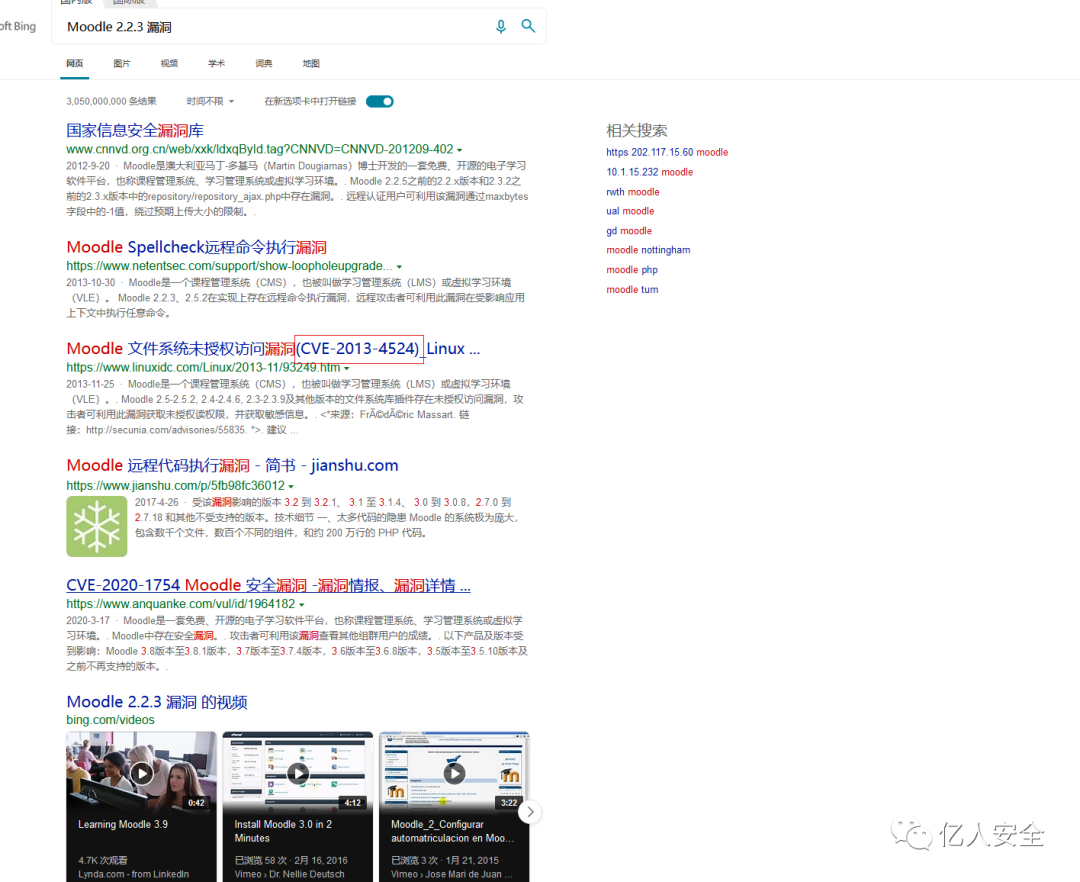 国内版 国际版
oft Bing
Moodle 2.2.3 漏洞
网页 图片 视频 学术 词典 地图
3,050,000,000 条结果 时间不限 在新选项卡中打开链接
国家信息安全漏洞库
www.cnnvd.org.cn/web/xxk/ldxqById.tag?CNNVD=CNNVD-201209-402
2012-9-20 · Moodle是澳大利亚马丁-多基马（Martin Dougiamas）博士开发的一套免费、开源的电子学习
软件平台，也称课程管理系统、学习管理系统或虚拟学习环境。. Moodle 2.2.5之前的2.2.x版本和2.3.2之
前的2.3.x版本中的repository/repository_ajax.php中存在漏洞。. 远程认证用户可利用该漏洞通过maxbytes
字段中的-1值，绕过预期上传大小的限制。.
Moodle Spellcheck远程命令执行漏洞
https://www.netentsec.com/support/show-loopholeupgrade...
2013-10-30 · Moodle是一个课程管理系统（CMS），也被叫做学习管理系统（LMS）或虚拟学习环境
（VLE）。 Moodle 2.2.3、2.5.2在实现上存在远程命令执行漏洞，远程攻击者可利用此漏洞在受影响应用
上下文中执行任意命令。
Moodle 文件系统未授权访问漏洞(CVE-2013-4524)_Linux ...
https://www.linuxidc.com/Linux/2013-11/93249.htm
2013-11-25 · Moodle是一个课程管理系统（CMS），也被叫做学习管理系统（LMS）或虚拟学习环境
（VLE）。. Moodle 2.5-2.5.2, 2.4-2.4.6, 2.3-2.3.9及其他版本的文件系统库插件存在未授权访问漏洞，攻
击者可利用此漏洞获取未授权读权限，并获取敏感信息。. <*来源：FrÃ©dÃ©ric Massart. 链
接：http://secunia.com/advisories/55835. *>. 建议 ...
Moodle 远程代码执行漏洞 - 简书 - jianshu.com
https://www.jianshu.com/p/5fb98fc36012
2017-4-26 · 受该漏洞影响的版本 3.2 到 3.2.1、 3.1 至 3.1.4、 3.0 到 3.0.8，2.7.0 到
2.7.18 和其他不受支持的版本。技术细节 一、太多代码的隐患 Moodle 的系统极为庞大，
包含数千个文件，数百个不同的组件，和约 200 万行的 PHP 代码。
CVE-2020-1754 Moodle 安全漏洞 -漏洞情报、漏洞详情 ...
https://www.anquanke.com/vul/id/1964182
2020-3-17 · Moodle是一套免费、开源的电子学习软件平台，也称课程管理系统、学习管理系统或虚拟学
习环境。. Moodle中存在安全漏洞。. 攻击者可利用该漏洞查看其他组群用户的成绩。. 以下产品及版本受
到影响：Moodle 3.8版本至3.8.1版本，3.7版本至3.7.4版本，3.6版本至3.6.8版本，3.5版本至3.5.10版本及
之前不再支持的版本。.
Moodle 2.2.3 漏洞 的视频
bing.com/videos
0:42 4:12 3:22
Learning Moodle 3.9
4.7K 次观看
Lynda.com - from LinkedIn
Install Moodle 3.0 in 2
Minutes
已浏览 58 次 · 2月 16, 2016
Vimeo › Dr. Nellie Deutsch
Moodle_2_Configurar
automatriculacion en Moo...
已浏览 3 次 · 1月 21, 2015
Vimeo › Jose Mari de Juan ...
相关搜索
https 202.117.15.60 moodle
10.1.15.232 moodle
rwth moodle
ual moodle
gd moodle
moodle nottingham
moodle php
moodle tum
亿人安全